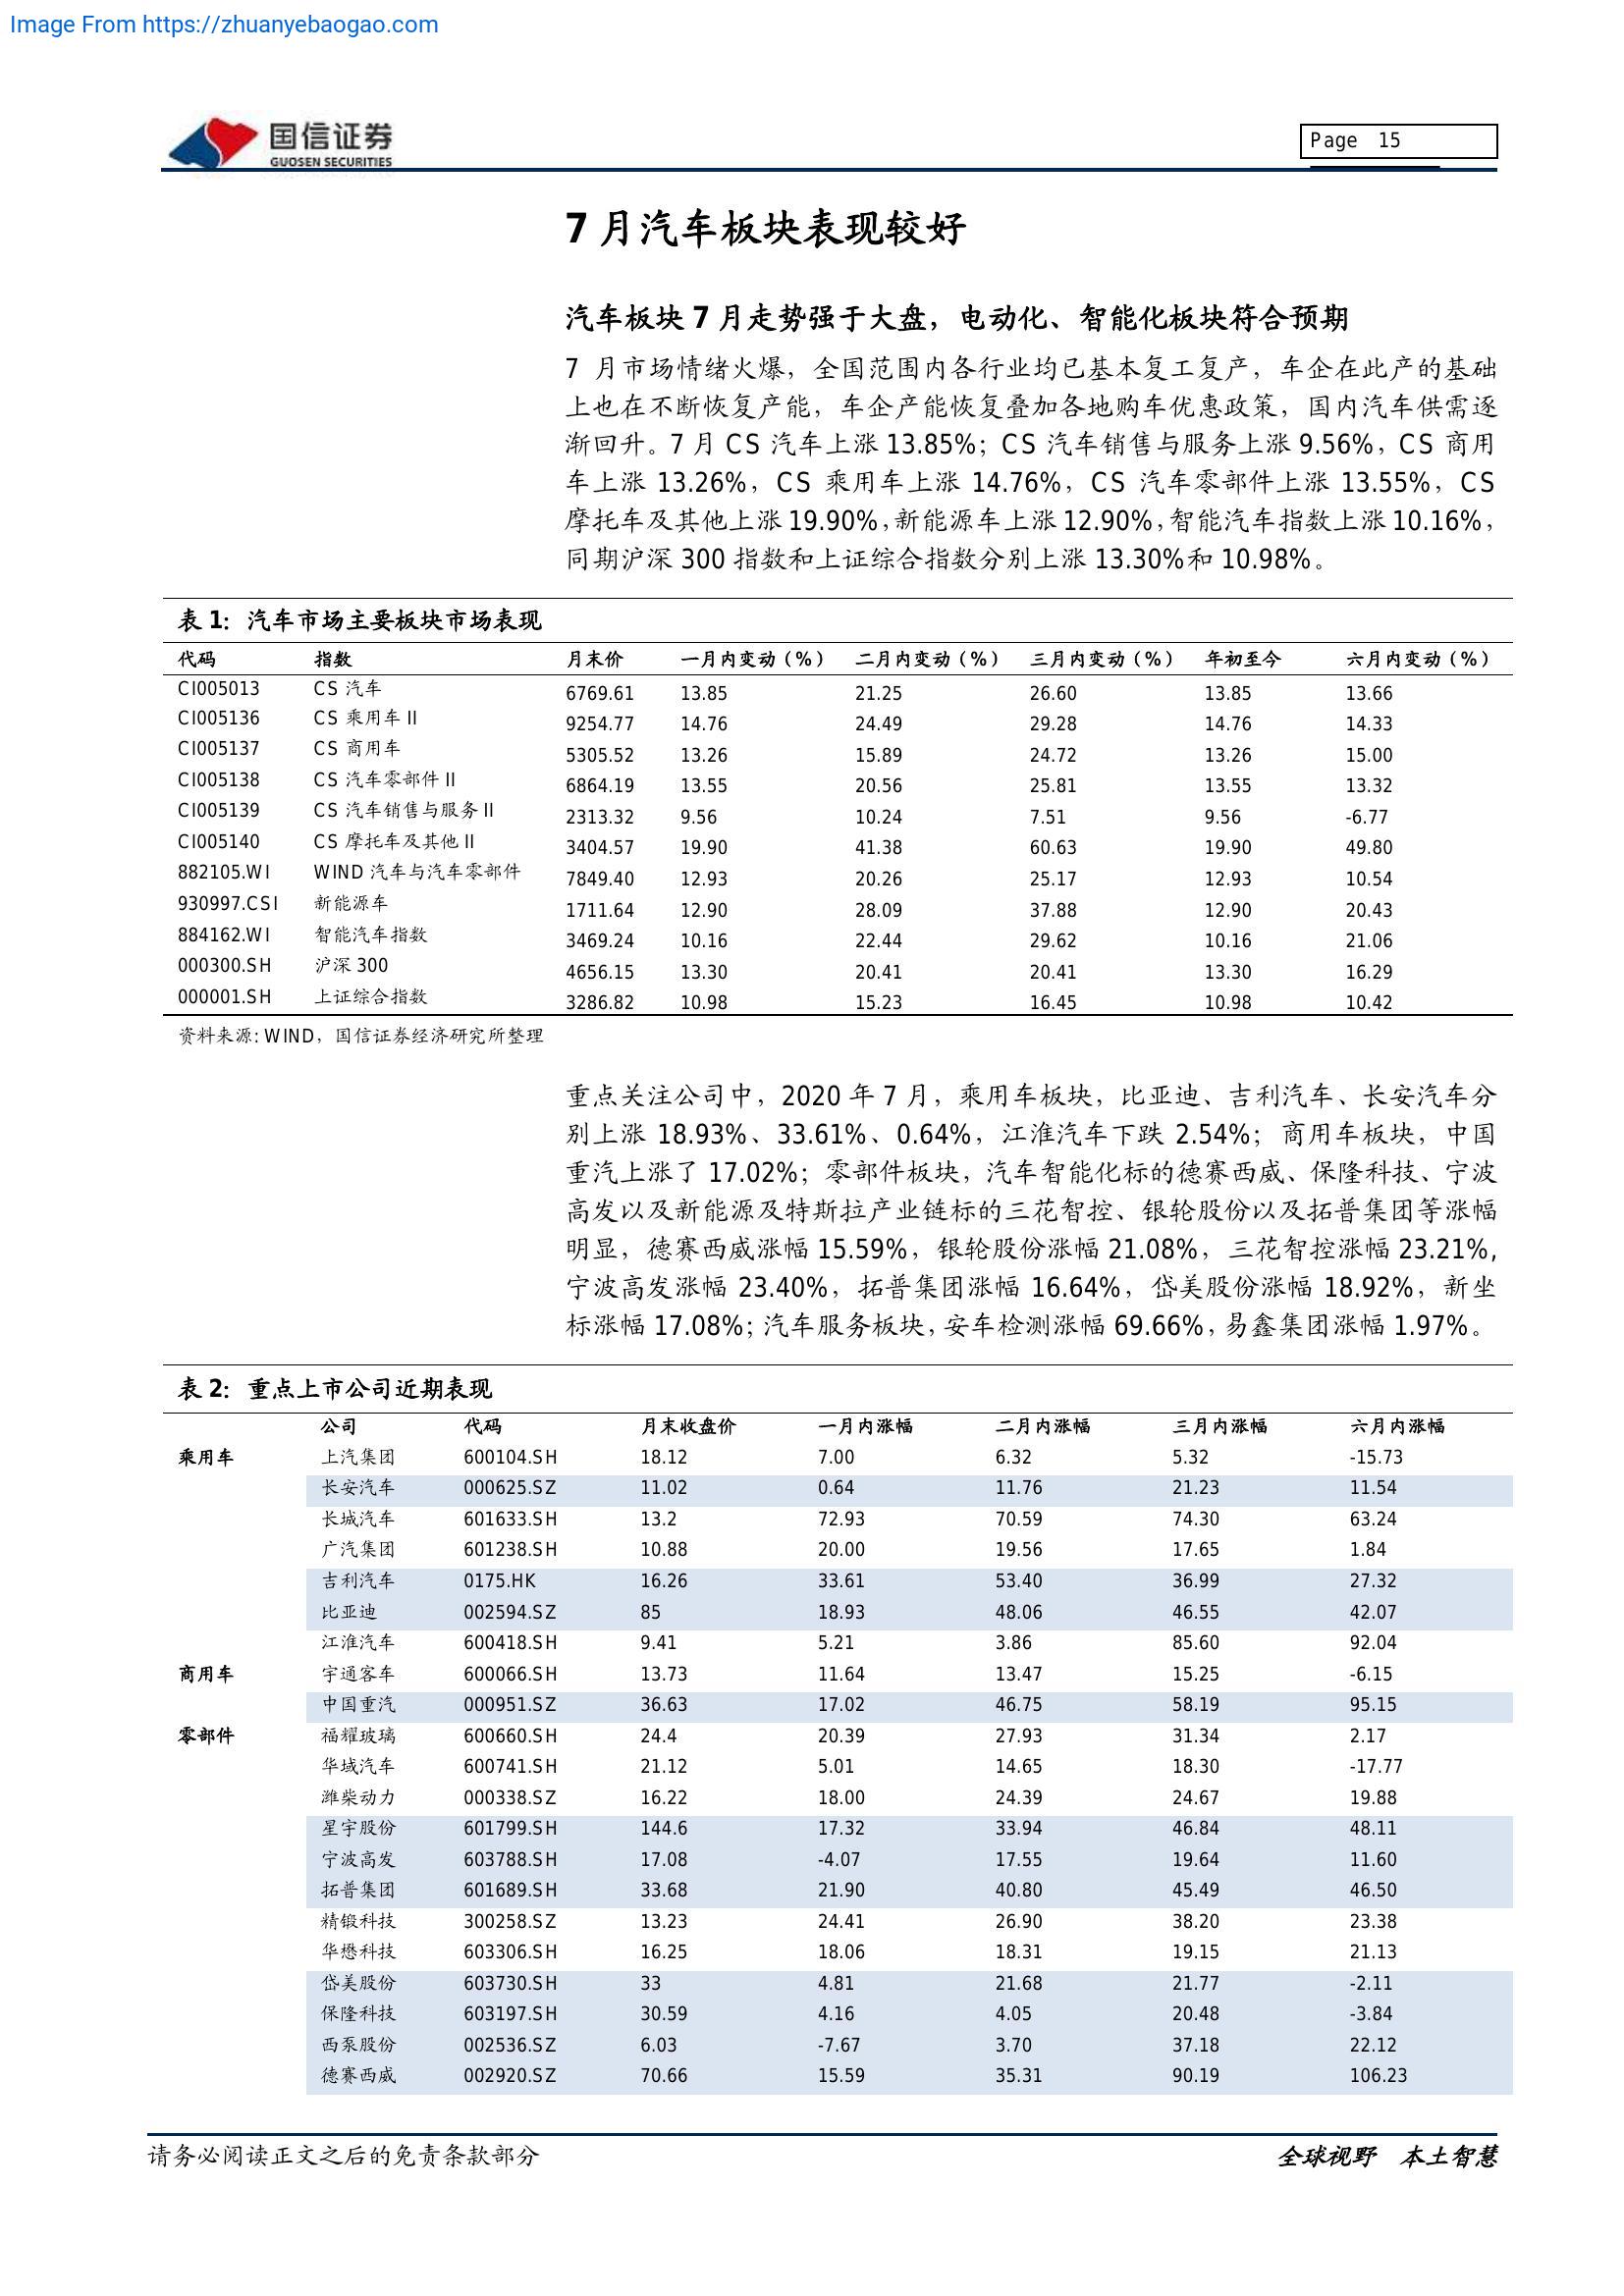 Image From https://zhuanyebaogao.com
国信证券
GUOSEN SECURITIES
Page 15
7 月汽车板块表现较好
汽车板块 7 月走势强于大盘，电动化、智能化板块符合预期
7 月市场情绪火爆，全国范围内各行业均已基本复工复产，车企在此产的基础
上也在不断恢复产能，车企产能恢复叠加各地购车优惠政策，国内汽车供需逐
渐回升。7 月 CS 汽车上涨 13.85%；CS 汽车销售与服务上涨 9.56%，CS 商用
车上涨 13.26%，CS 乘用车上涨 14.76%，CS 汽车零部件上涨 13.55%，CS
摩托车及其他上涨 19.90%，新能源车上涨 12.90%，智能汽车指数上涨 10.16%，
同期沪深 300 指数和上证综合指数分别上涨 13.30%和 10.98%。
表 1：汽车市场主要板块市场表现
代码 指数 月末价 一月内变动（%） 二月内变动（%） 三月内变动（%） 年初至今 六月内变动（%）
CI005013 CS 汽车 6769.61 13.85 21.25 26.60 13.85 13.66
CI005136 CS 乘用车 II 9254.77 14.76 24.49 29.28 14.76 14.33
CI005137 CS 商用车 5305.52 13.26 15.89 24.72 13.26 15.00
CI005138 CS 汽车零部件 II 6864.19 13.55 20.56 25.81 13.55 13.32
CI005139 CS 汽车销售与服务 II 2313.32 9.56 10.24 7.51 9.56 -6.77
CI005140 CS 摩托车及其他 II 3404.57 19.90 41.38 60.63 19.90 49.80
882105.WI WIND 汽车与汽车零部件 7849.40 12.93 20.26 25.17 12.93 10.54
930997.CSI 新能源车 1711.64 12.90 28.09 37.88 12.90 20.43
884162.WI 智能汽车指数 3469.24 10.16 22.44 29.62 10.16 21.06
000300.SH 沪深 300 4656.15 13.30 20.41 20.41 13.30 16.29
000001.SH 上证综合指数 3286.82 10.98 15.23 16.45 10.98 10.42
资料来源：WIND，国信证券经济研究所整理
重点关注公司中，2020 年 7 月，乘用车板块，比亚迪、吉利汽车、长安汽车分
别上涨 18.93%、33.61%、0.64%，江淮汽车下跌 2.54%；商用车板块，中国
重汽上涨了 17.02%；零部件板块，汽车智能化标的德赛西威、保隆科技、宁波
高发以及新能源及特斯拉产业链标的三花智控、银轮股份以及拓普集团等涨幅
明显，德赛西威涨幅 15.59%，银轮股份涨幅 21.08%，三花智控涨幅 23.21%,
宁波高发涨幅 23.40%，拓普集团涨幅 16.64%，岱美股份涨幅 18.92%，新坐
标涨幅 17.08%；汽车服务板块，安车检测涨幅 69.66%，易鑫集团涨幅 1.97%。
表 2：重点上市公司近期表现
公司 代码 月末收盘价 一月内涨幅 二月内涨幅 三月内涨幅 六月内涨幅
乘用车 上汽集团 600104.SH 18.12 7.00 6.32 5.32 -15.73
长安汽车 000625.SZ 11.02 0.64 11.76 21.23 11.54
长城汽车 601633.SH 13.2 72.93 70.59 74.30 63.24
广汽集团 601238.SH 10.88 20.00 19.56 17.65 1.84
吉利汽车 0175.HK 16.26 33.61 53.40 36.99 27.32
比亚迪 002594.SZ 85 18.93 48.06 46.55 42.07
江淮汽车 600418.SH 9.41 5.21 3.86 85.60 92.04
商用车 宇通客车 600066.SH 13.73 11.64 13.47 15.25 -6.15
中国重汽 000951.SZ 36.63 17.02 46.75 58.19 95.15
零部件 福耀玻璃 600660.SH 24.4 20.39 27.93 31.34 2.17
华域汽车 600741.SH 21.12 5.01 14.65 18.30 -17.77
潍柴动力 000338.SZ 16.22 18.00 24.39 24.67 19.88
星宇股份 601799.SH 144.6 17.32 33.94 46.84 48.11
宁波高发 603788.SH 17.08 -4.07 17.55 19.64 11.60
拓普集团 601689.SH 33.68 21.90 40.80 45.49 46.50
精锻科技 300258.SZ 13.23 24.41 26.90 38.20 23.38
华懋科技 603306.SH 16.25 18.06 18.31 19.15 21.13
岱美股份 603730.SH 33 4.81 21.68 21.77 -2.11
保隆科技 603197.SH 30.59 4.16 4.05 20.48 -3.84
西泵股份 002536.SZ 6.03 -7.67 3.70 37.18 22.12
德赛西威 002920.SZ 70.66 15.59 35.31 90.19 106.23
请务必阅读正文之后的免责条款部分
全球视野 本土智慧